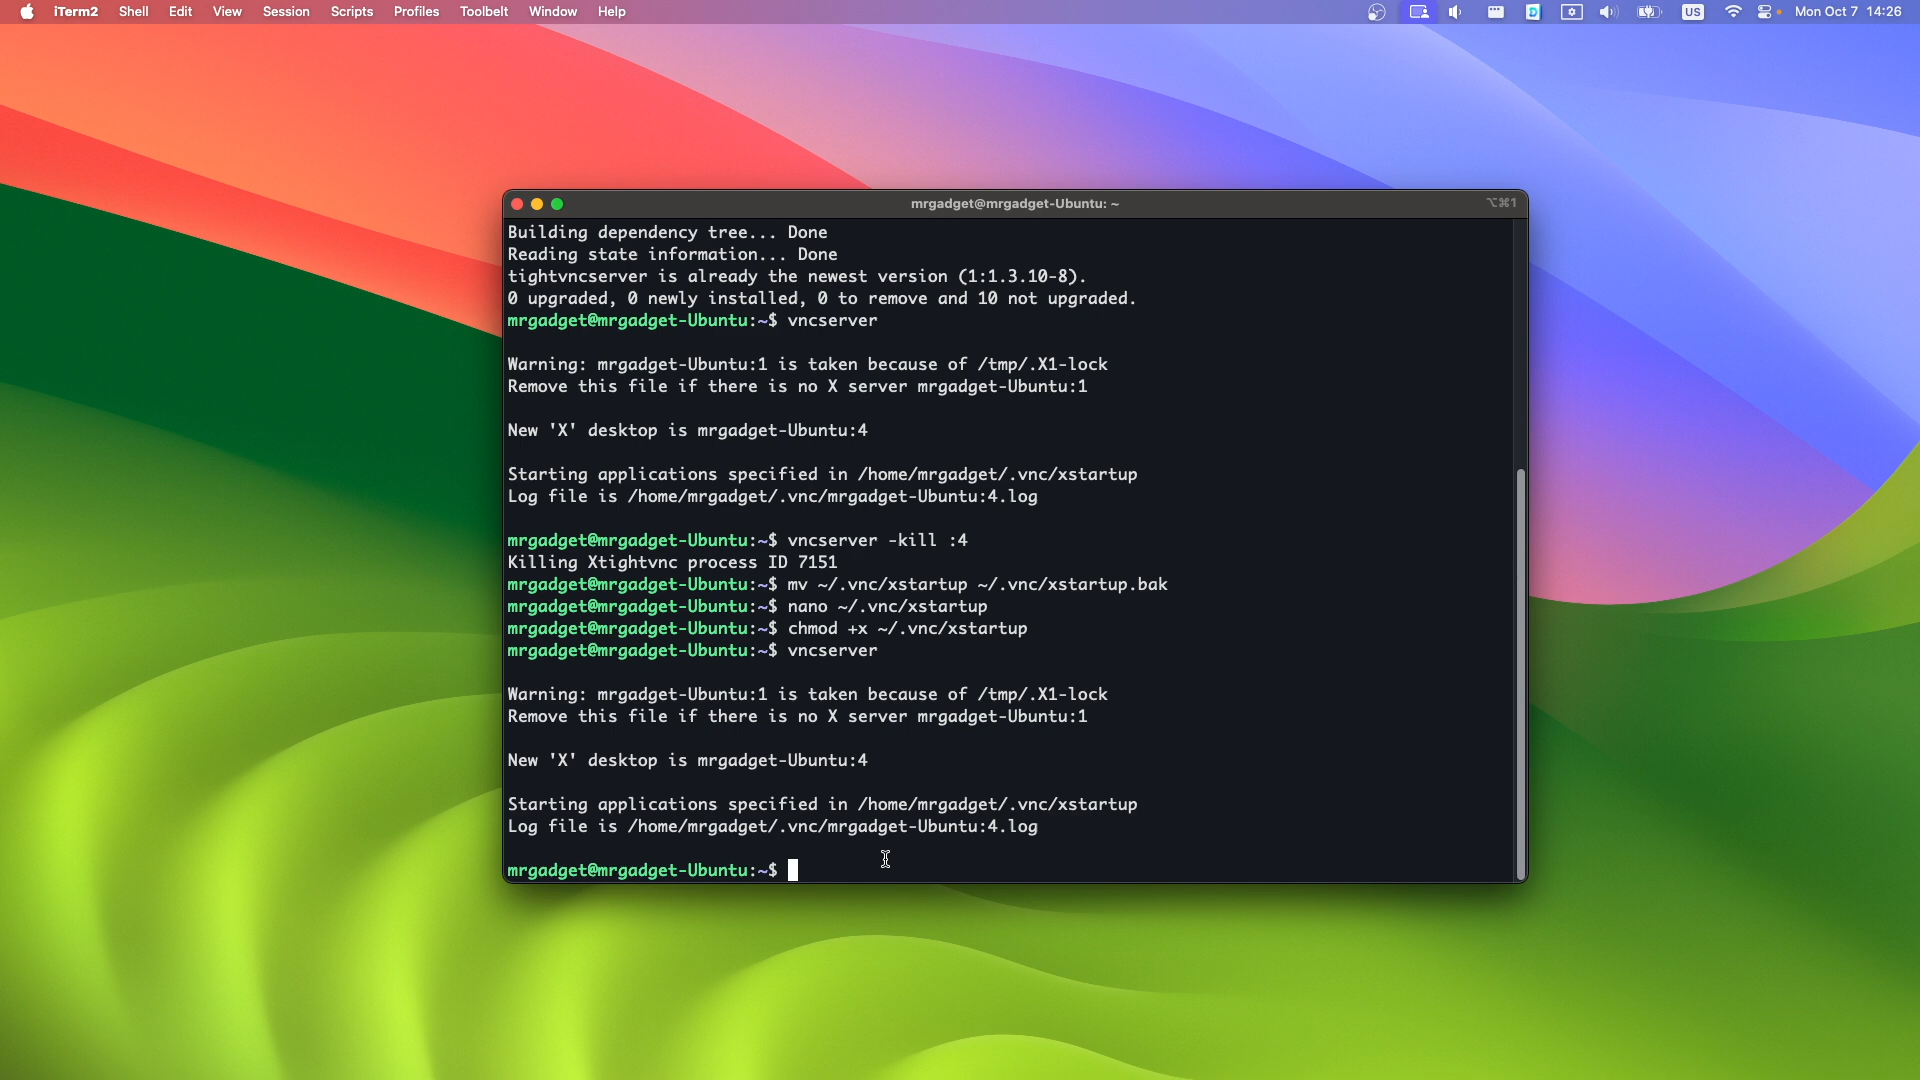 iTerm2 Shell Edit View Session Scripts Profiles Toolbelt Window Help US Mon Oct 7 14:26
mrgadget@mrgadget-Ubuntu: ~ ⌥⌘1
Building dependency tree... Done
Reading state information... Done
tightvncserver is already the newest version (1:1.3.10-8).
0 upgraded, 0 newly installed, 0 to remove and 10 not upgraded.
mrgadget@mrgadget-Ubuntu:~$ vncserver
Warning: mrgadget-Ubuntu:1 is taken because of /tmp/.X1-lock
Remove this file if there is no X server mrgadget-Ubuntu:1
New 'X' desktop is mrgadget-Ubuntu:4
Starting applications specified in /home/mrgadget/.vnc/xstartup
Log file is /home/mrgadget/.vnc/mrgadget-Ubuntu:4.log
mrgadget@mrgadget-Ubuntu:~$ vncserver -kill :4
Killing Xtightvnc process ID 7151
mrgadget@mrgadget-Ubuntu:~$ mv ~/.vnc/xstartup ~/.vnc/xstartup.bak
mrgadget@mrgadget-Ubuntu:~$ nano ~/.vnc/xstartup
mrgadget@mrgadget-Ubuntu:~$ chmod +x ~/.vnc/xstartup
mrgadget@mrgadget-Ubuntu:~$ vncserver
Warning: mrgadget-Ubuntu:1 is taken because of /tmp/.X1-lock
Remove this file if there is no X server mrgadget-Ubuntu:1
New 'X' desktop is mrgadget-Ubuntu:4
Starting applications specified in /home/mrgadget/.vnc/xstartup
Log file is /home/mrgadget/.vnc/mrgadget-Ubuntu:4.log
mrgadget@mrgadget-Ubuntu:~$